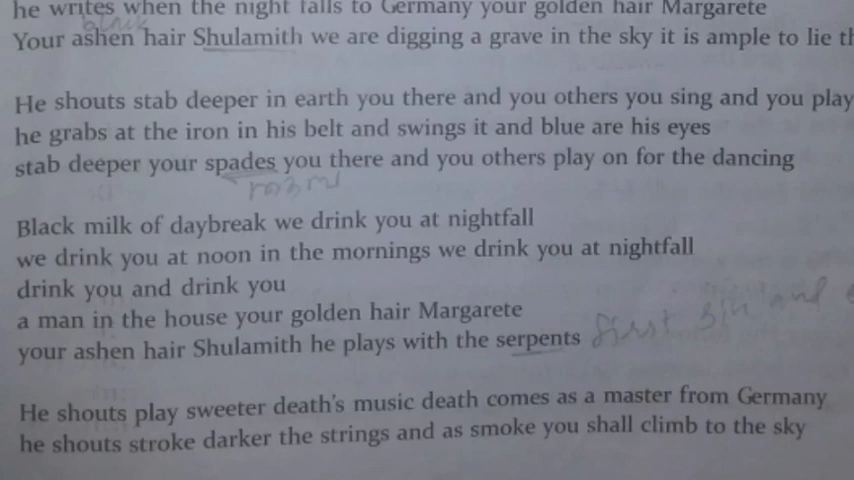 he writes when the night falls to Germany your golden hair Margarete
black
Your ashen hair Shulamith we are digging a grave in the sky it is ample to lie th
He shouts stab deeper in earth you there and you others you sing and you play
he grabs at the iron in his belt and swings it and blue are his eyes
stab deeper your spades you there and you others play on for the dancing
Black milk of daybreak we drink you at nightfall
we drink you at noon in the mornings we drink you at nightfall
drink you and drink you
a man in the house your golden hair Margarete
your ashen hair Shulamith he plays with the serpents first sin and
He shouts play sweeter death's music death comes as a master from Germany
he shouts stroke darker the strings and as smoke you shall climb to the sky